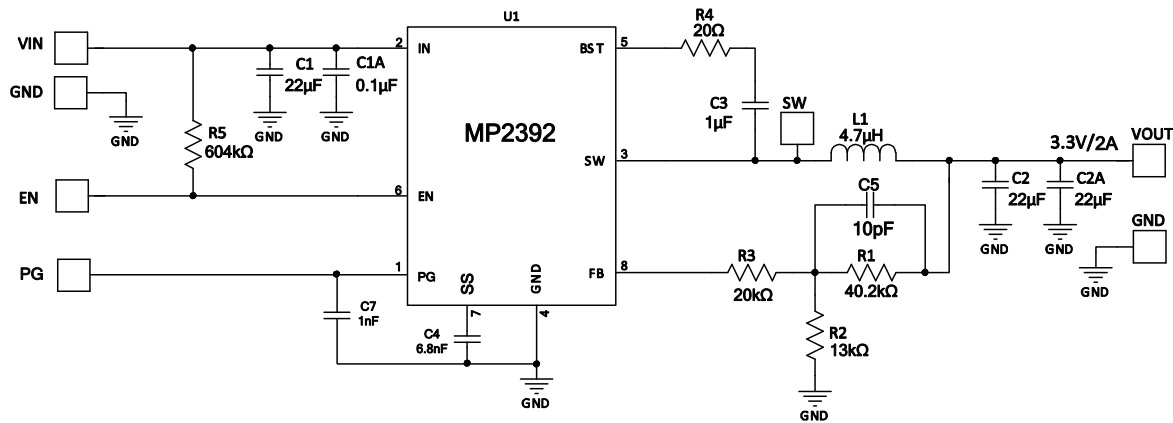 U1
VIN
2
IN
BST
5
R4
20Ω
C1
22µF
C1A
0.1µF
GND
GND
GND
GND
R5
604kΩ
MP2392
C3
1µF
SW
SW
3
L1
4.7µH
3.3V/2A
VOUT
EN
6
EN
C5
10pF
C2
22µF
C2A
22µF
GND
GND
GND
GND
PG
1
PG
SS
GND
FB
8
R3
20kΩ
R1
40.2kΩ
C7
1nF
7
4
C4
6.8nF
R2
13kΩ
GND
GND